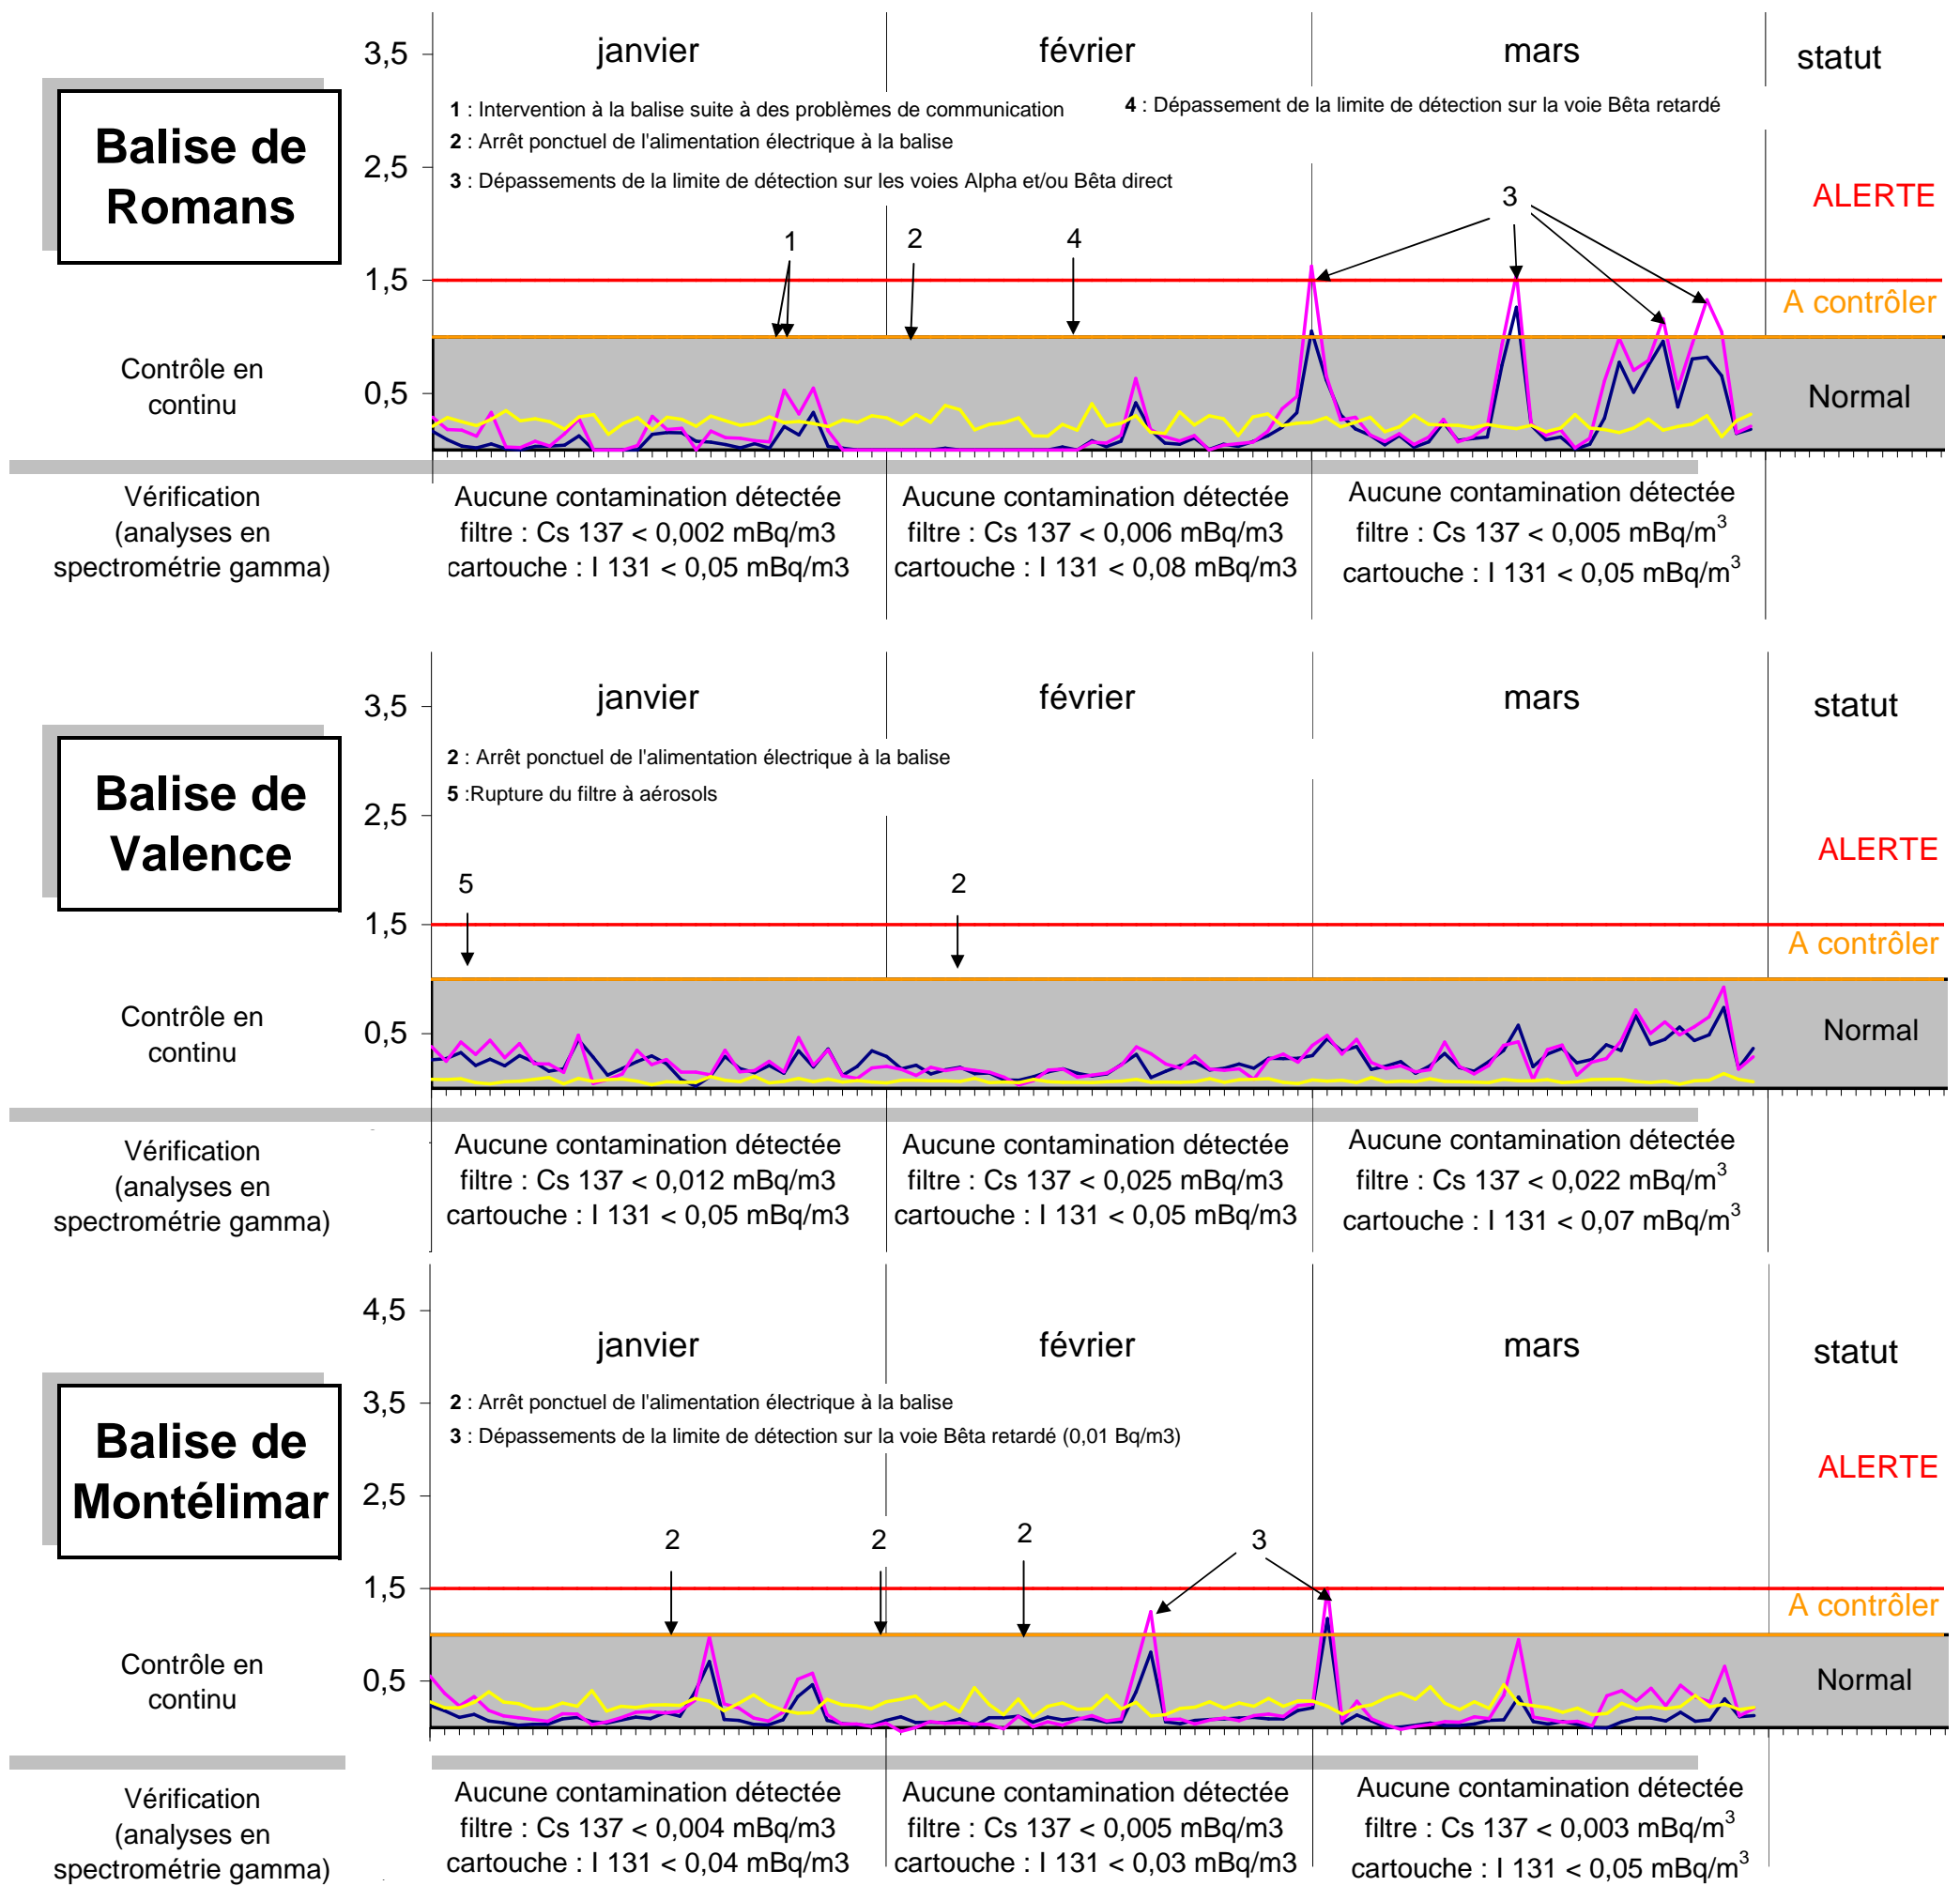 janvier février mars statut
3,5
1 : Intervention à la balise suite à des problèmes de communication
4 : Dépassement de la limite de détection sur la voie Bêta retardé
2 : Arrêt ponctuel de l'alimentation électrique à la balise
3 : Dépassements de la limite de détection sur les voies Alpha et/ou Bêta direct
Balise de
Romans
2,5
ALERTE
3
1 2 4
1,5
A contrôler
Contrôle en
continu
0,5
Normal
Vérification
(analyses en
spectrométrie gamma)
Aucune contamination détectée
filtre : Cs 137 < 0,002 mBq/m3
cartouche : I 131 < 0,05 mBq/m3
Aucune contamination détectée
filtre : Cs 137 < 0,006 mBq/m3
cartouche : I 131 < 0,08 mBq/m3
Aucune contamination détectée
filtre : Cs 137 < 0,005 mBq/m³
cartouche : I 131 < 0,05 mBq/m³
janvier février mars statut
3,5
2 : Arrêt ponctuel de l'alimentation électrique à la balise
5 :Rupture du filtre à aérosols
Balise de
Valence
2,5
ALERTE
5 2
1,5
A contrôler
Contrôle en
continu
0,5
Normal
Vérification
(analyses en
spectrométrie gamma)
Aucune contamination détectée
filtre : Cs 137 < 0,012 mBq/m3
cartouche : I 131 < 0,05 mBq/m3
Aucune contamination détectée
filtre : Cs 137 < 0,025 mBq/m3
cartouche : I 131 < 0,05 mBq/m3
Aucune contamination détectée
filtre : Cs 137 < 0,022 mBq/m³
cartouche : I 131 < 0,07 mBq/m³
4,5
janvier février mars statut
3,5
2 : Arrêt ponctuel de l'alimentation électrique à la balise
3 : Dépassements de la limite de détection sur la voie Bêta retardé (0,01 Bq/m3)
Balise de
Montélimar
ALERTE
2,5
2 2 2 3
1,5
A contrôler
Contrôle en
continu
0,5
Normal
Vérification
(analyses en
spectrométrie gamma)
Aucune contamination détectée
filtre : Cs 137 < 0,004 mBq/m3
cartouche : I 131 < 0,04 mBq/m3
Aucune contamination détectée
filtre : Cs 137 < 0,005 mBq/m3
cartouche : I 131 < 0,03 mBq/m3
Aucune contamination détectée
filtre : Cs 137 < 0,003 mBq/m³
cartouche : I 131 < 0,05 mBq/m³